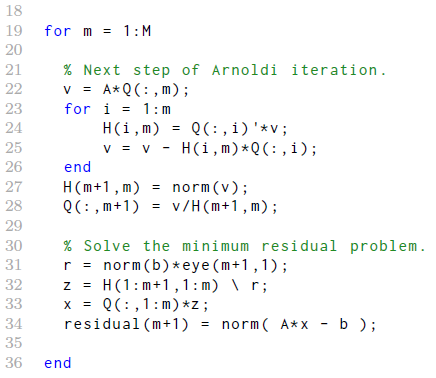 18
19 for m = 1:M
20
21 % Next step of Arnoldi iteration.
22 v = A*Q(:,m);
23 for i = 1:m
24 H(i,m) = Q(:,i)'*v;
25 v = v - H(i,m)*Q(:,i);
26 end
27 H(m+1,m) = norm(v);
28 Q(:,m+1) = v/H(m+1,m);
29
30 % Solve the minimum residual problem.
31 r = norm(b)*eye(m+1,1);
32 z = H(1:m+1,1:m) \ r;
33 x = Q(:,1:m)*z;
34 residual(m+1) = norm( A*x - b );
35
36 end